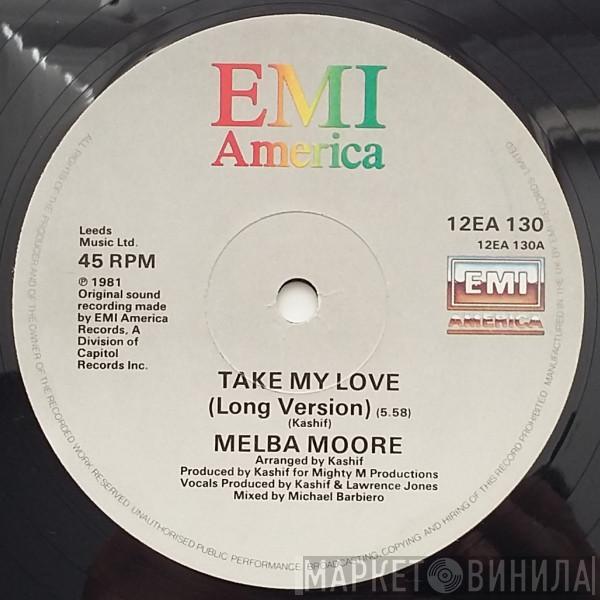 EMI
America
Leeds
Music Ltd.
45 RPM
℗ 1981
Original sound
recording made
by EMI America
Records, A
Division of
Capitol
Records Inc.
12EA 130
12EA 130A
EMI
AMERICA
TAKE MY LOVE
(Long Version) (5.58)
(Kashif)
MELBA MOORE
Arranged by Kashif
Produced by Kashif for Mighty M Productions
Vocals Produced by Kashif & Lawrence Jones
Mixed by Michael Barbiero
ALL RIGHTS OF THE PRODUCER AND OF THE OWNER OF THE RECORDED WORK RESERVED. UNAUTHORISED PUBLIC PERFORMANCE, BROADCASTING, COPYING AND HIRING OF THIS RECORD PROHIBITED. MANUFACTURED IN THE UK BY EMI RECORDS LIMITED
МАРКЕТ ВИНИЛА